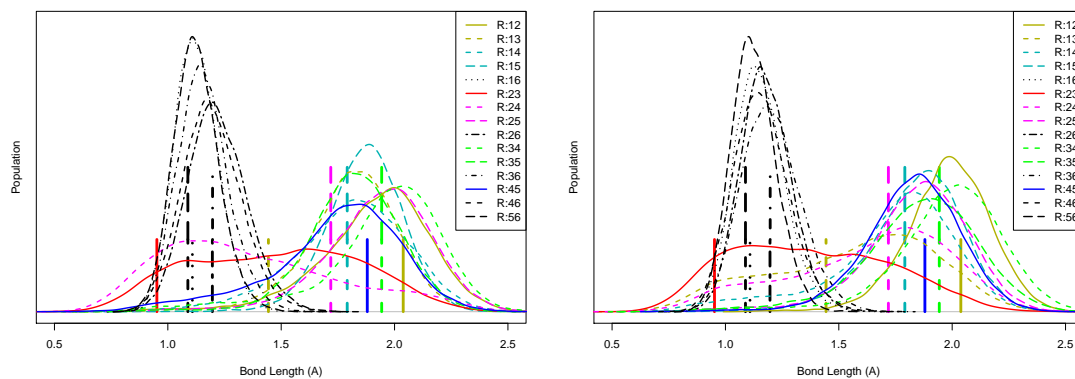 R:12
R:13
R:14
R:15
R:16
R:23
R:24
R:25
R:26
R:34
R:35
R:36
R:45
R:46
R:56
Population
0.5 1.0 1.5 2.0 2.5
Bond Length (A)
R:12
R:13
R:14
R:15
R:16
R:23
R:24
R:25
R:26
R:34
R:35
R:36
R:45
R:46
R:56
Population
0.5 1.0 1.5 2.0 2.5
Bond Length (A)